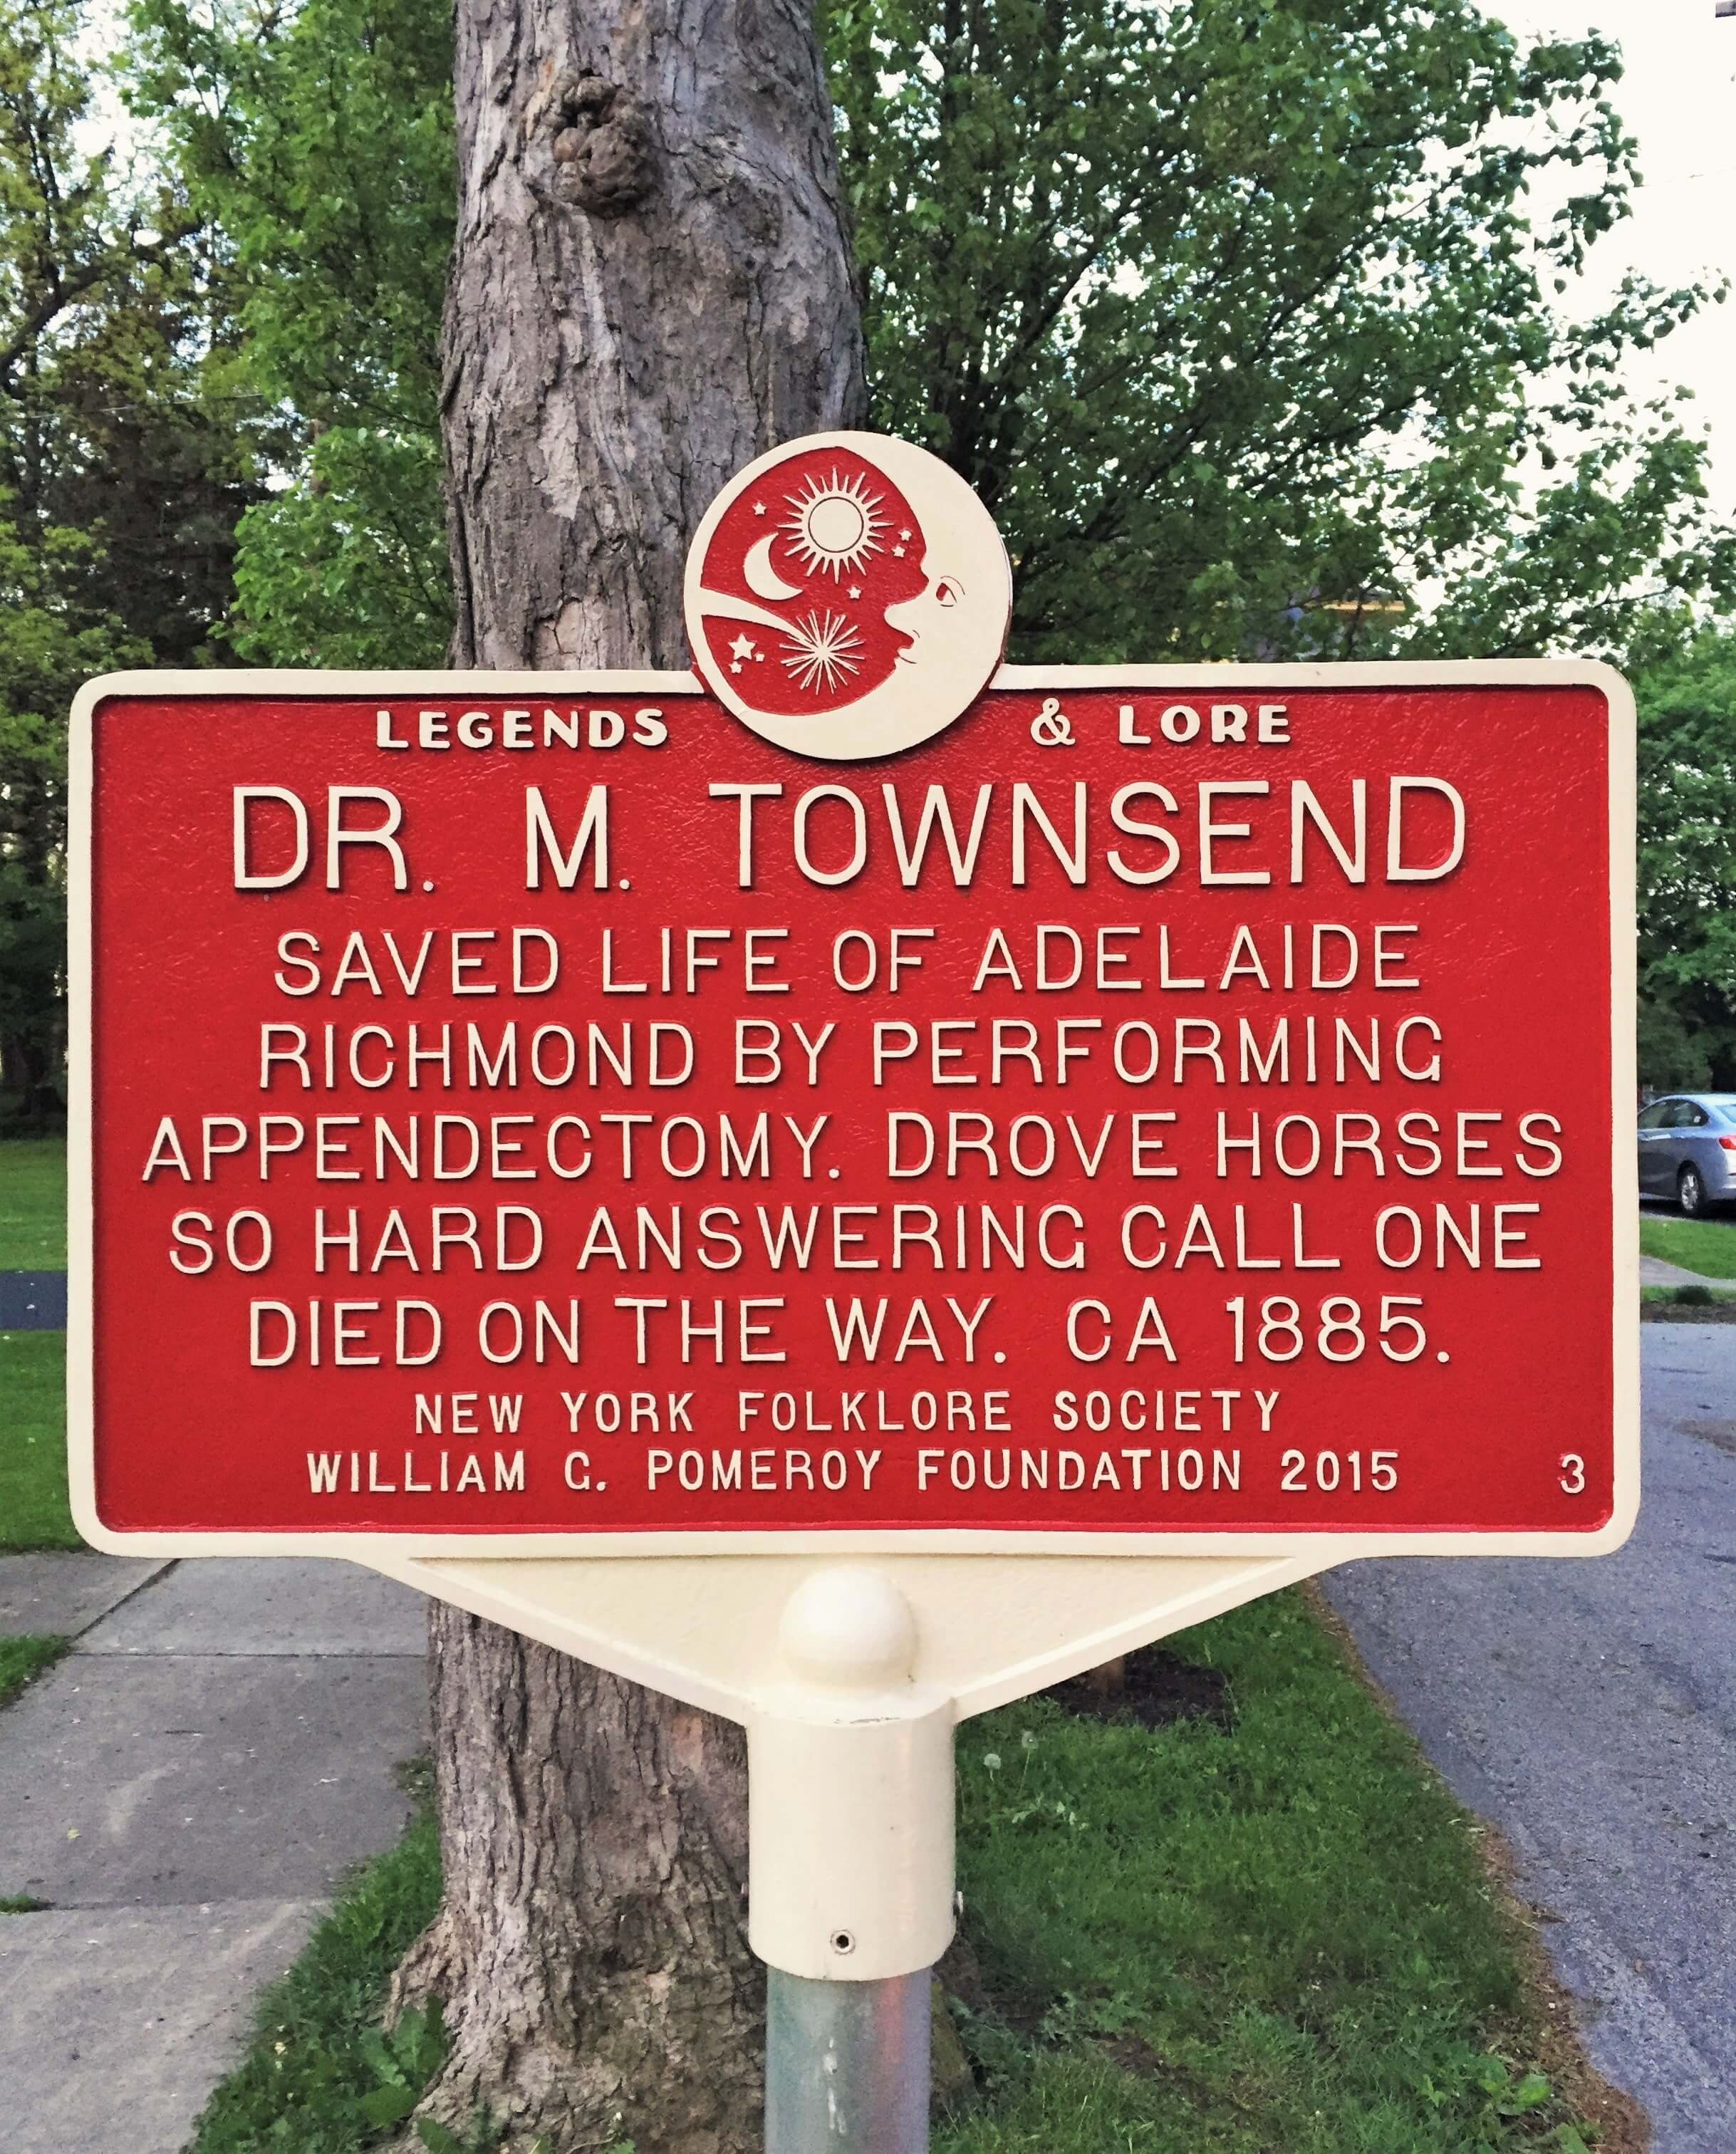 LEGENDS & LORE
DR. M. TOWNSEND
SAVED LIFE OF ADELAIDE
RICHMOND BY PERFORMING
APPENDECTOMY. DROVE HORSES
SO HARD ANSWERING CALL ONE
DIED ON THE WAY. CA 1885.
NEW YORK FOLKLORE SOCIETY
WILLIAM G. POMEROY FOUNDATION 2015 3